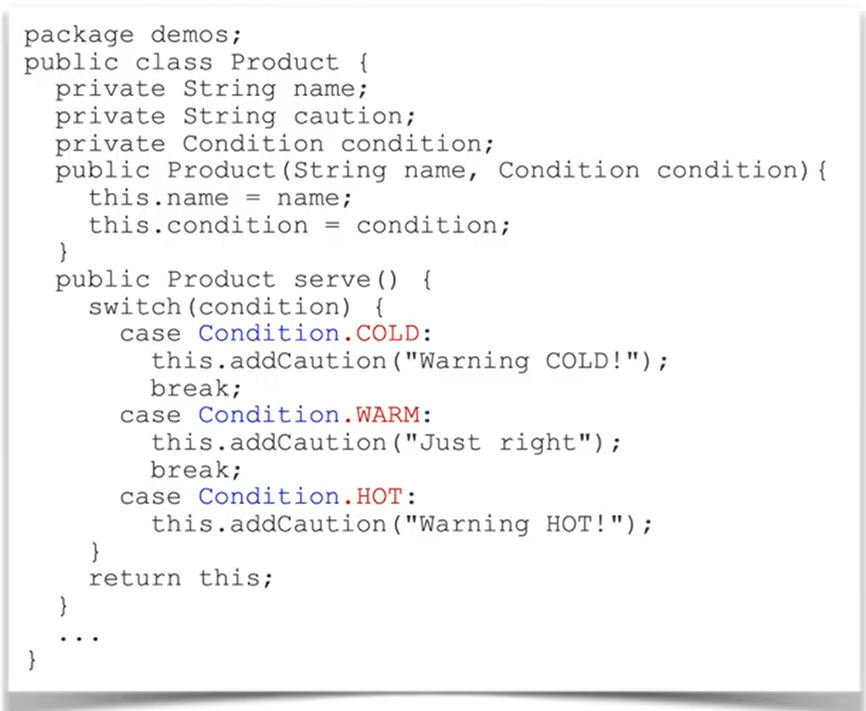 package demos;
public class Product {
  private String name;
  private String caution;
  private Condition condition;
  public Product(String name, Condition condition){
    this.name = name;
    this.condition = condition;
  }
  public Product serve() {
    switch(condition) {
      case Condition.COLD:
        this.addCaution("Warning COLD!");
        break;
      case Condition.WARM:
        this.addCaution("Just right");
        break;
      case Condition.HOT:
        this.addCaution("Warning HOT!");
    }
    return this;
  }
  ...
}